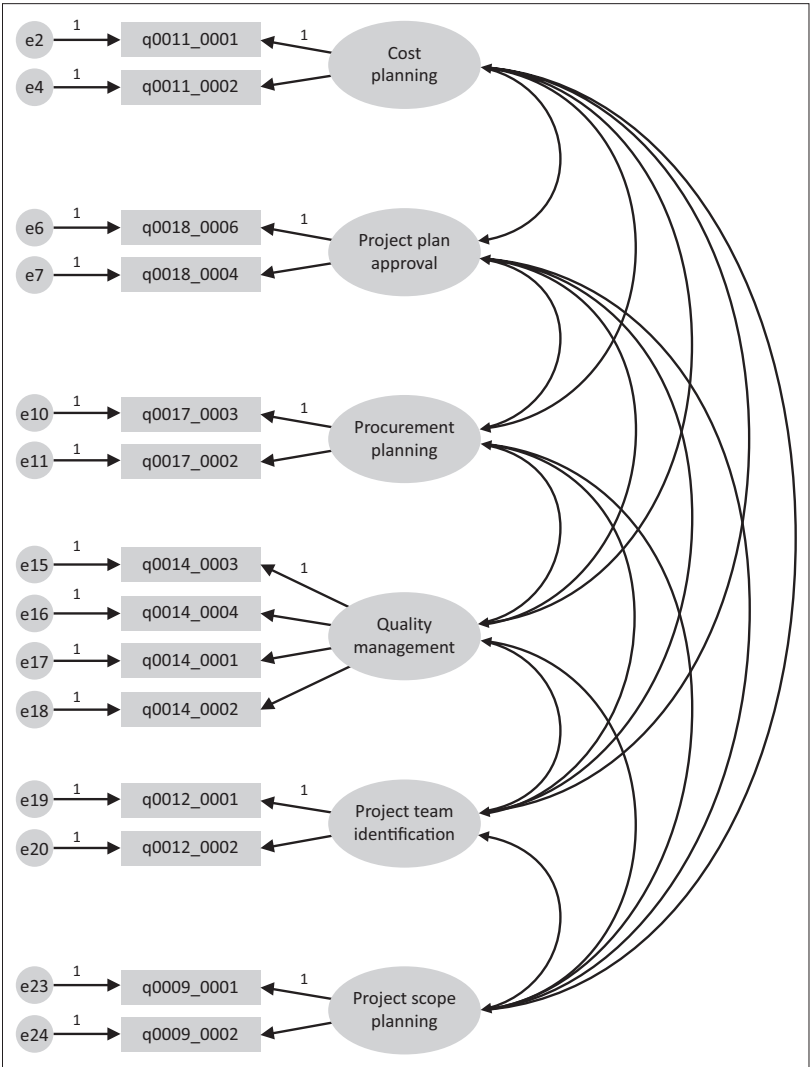 e2 1 q0011_0001 1
Cost
planning
e4 1 q0011_0002
e6 1 q0018_0006 1
Project plan
approval
e7 1 q0018_0004
e10 1 q0017_0003 1
Procurement
planning
e11 1 q0017_0002
e15 1 q0014_0003 1
e16 1 q0014_0004
Quality
management
e17 1 q0014_0001
e18 1 q0014_0002
e19 1 q0012_0001 1
Project team
identification
e20 1 q0012_0002
e23 1 q0009_0001 1
Project scope
planning
e24 1 q0009_0002